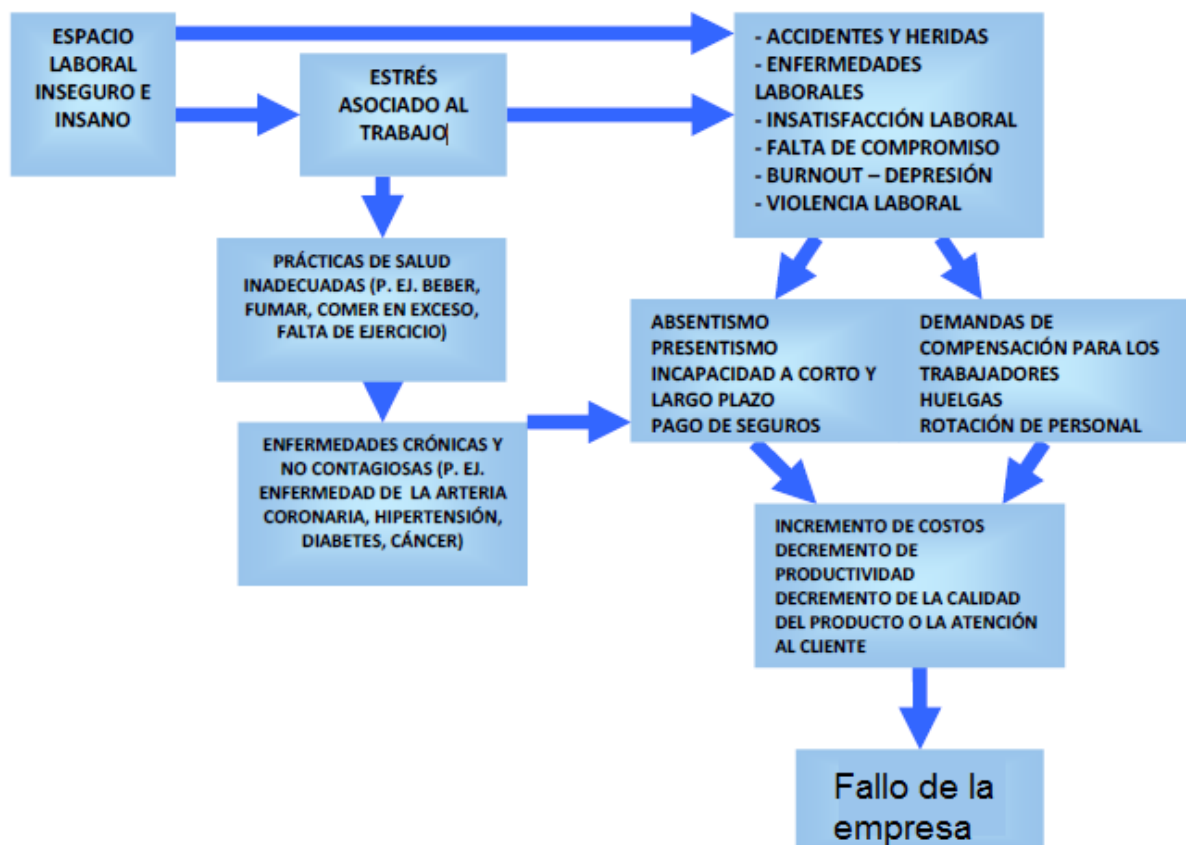 ESPACIO
LABORAL
INSEGURO E
INSANO
ESTRÉS
ASOCIADO AL
TRABAJO
- ACCIDENTES Y HERIDAS
- ENFERMEDADES
LABORALES
- INSATISFACCIÓN LABORAL
- FALTA DE COMPROMISO
- BURNOUT – DEPRESIÓN
- VIOLENCIA LABORAL
PRÁCTICAS DE SALUD
INADECUADAS (P. EJ. BEBER,
FUMAR, COMER EN EXCESO,
FALTA DE EJERCICIO)
ABSENTISMO
PRESENTISMO
INCAPACIDAD A CORTO Y
LARGO PLAZO
PAGO DE SEGUROS
DEMANDAS DE
COMPENSACIÓN PARA LOS
TRABAJADORES
HUELGAS
ROTACIÓN DE PERSONAL
ENFERMEDADES CRÓNICAS Y
NO CONTAGIOSAS (P. EJ.
ENFERMEDAD DE LA ARTERIA
CORONARIA, HIPERTENSIÓN,
DIABETES, CÁNCER)
INCREMENTO DE COSTOS
DECREMENTO DE
PRODUCTIVIDAD
DECREMENTO DE LA CALIDAD
DEL PRODUCTO O LA ATENCIÓN
AL CLIENTE
Fallo de la
empresa